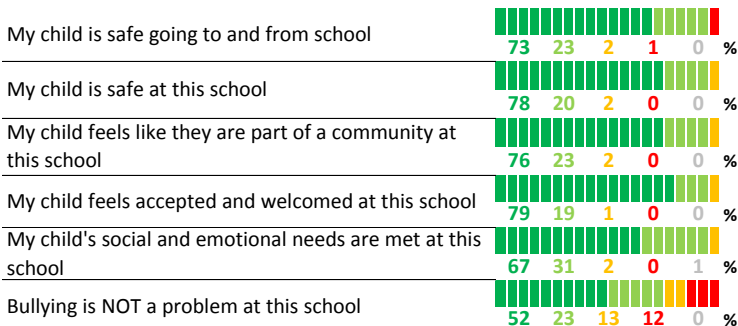 My child is safe going to and from school
73 23 2 1 0 %
My child is safe at this school
78 20 2 0 0 %
My child feels like they are part of a community at
this school
76 23 2 0 0 %
My child feels accepted and welcomed at this school
79 19 1 0 0 %
My child's social and emotional needs are met at this
school
67 31 2 0 1 %
Bullying is NOT a problem at this school
52 23 13 12 0 %